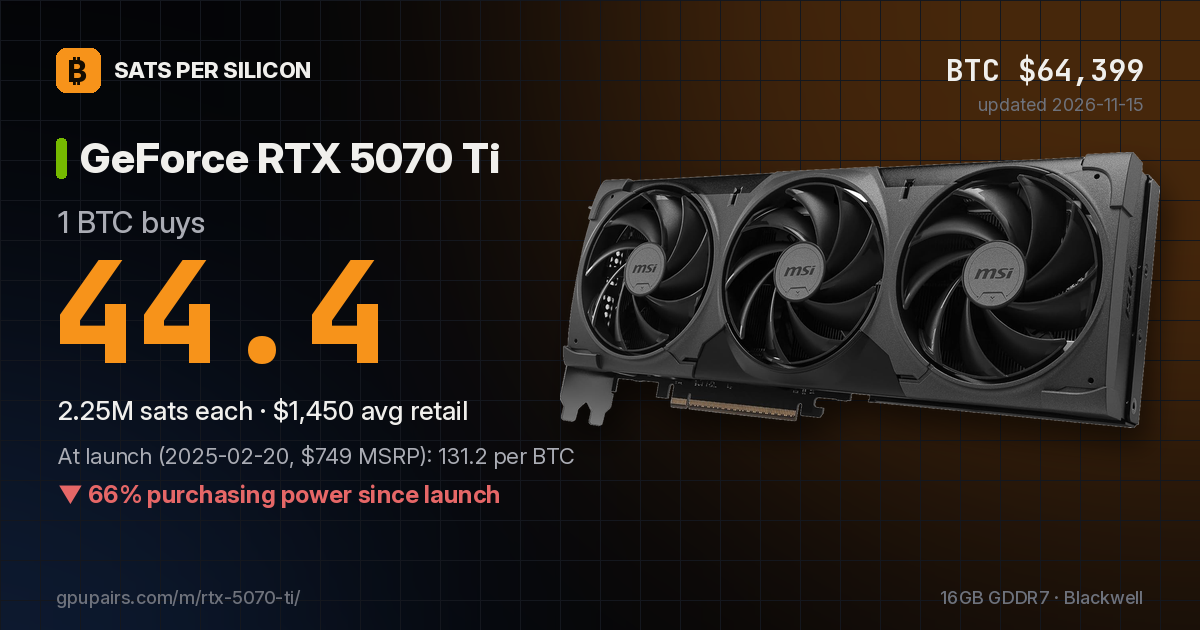 ₿ SATS PER SILICON
BTC $64,399
updated 2026-11-15
GeForce RTX 5070 Ti
1 BTC buys
44.4
2.25M sats each · $1,450 avg retail
At launch (2025-02-20, $749 MSRP): 131.2 per BTC
▼ 66% purchasing power since launch
msi msi msi
gpupairs.com/m/rtx-5070-ti/
16GB GDDR7 · Blackwell